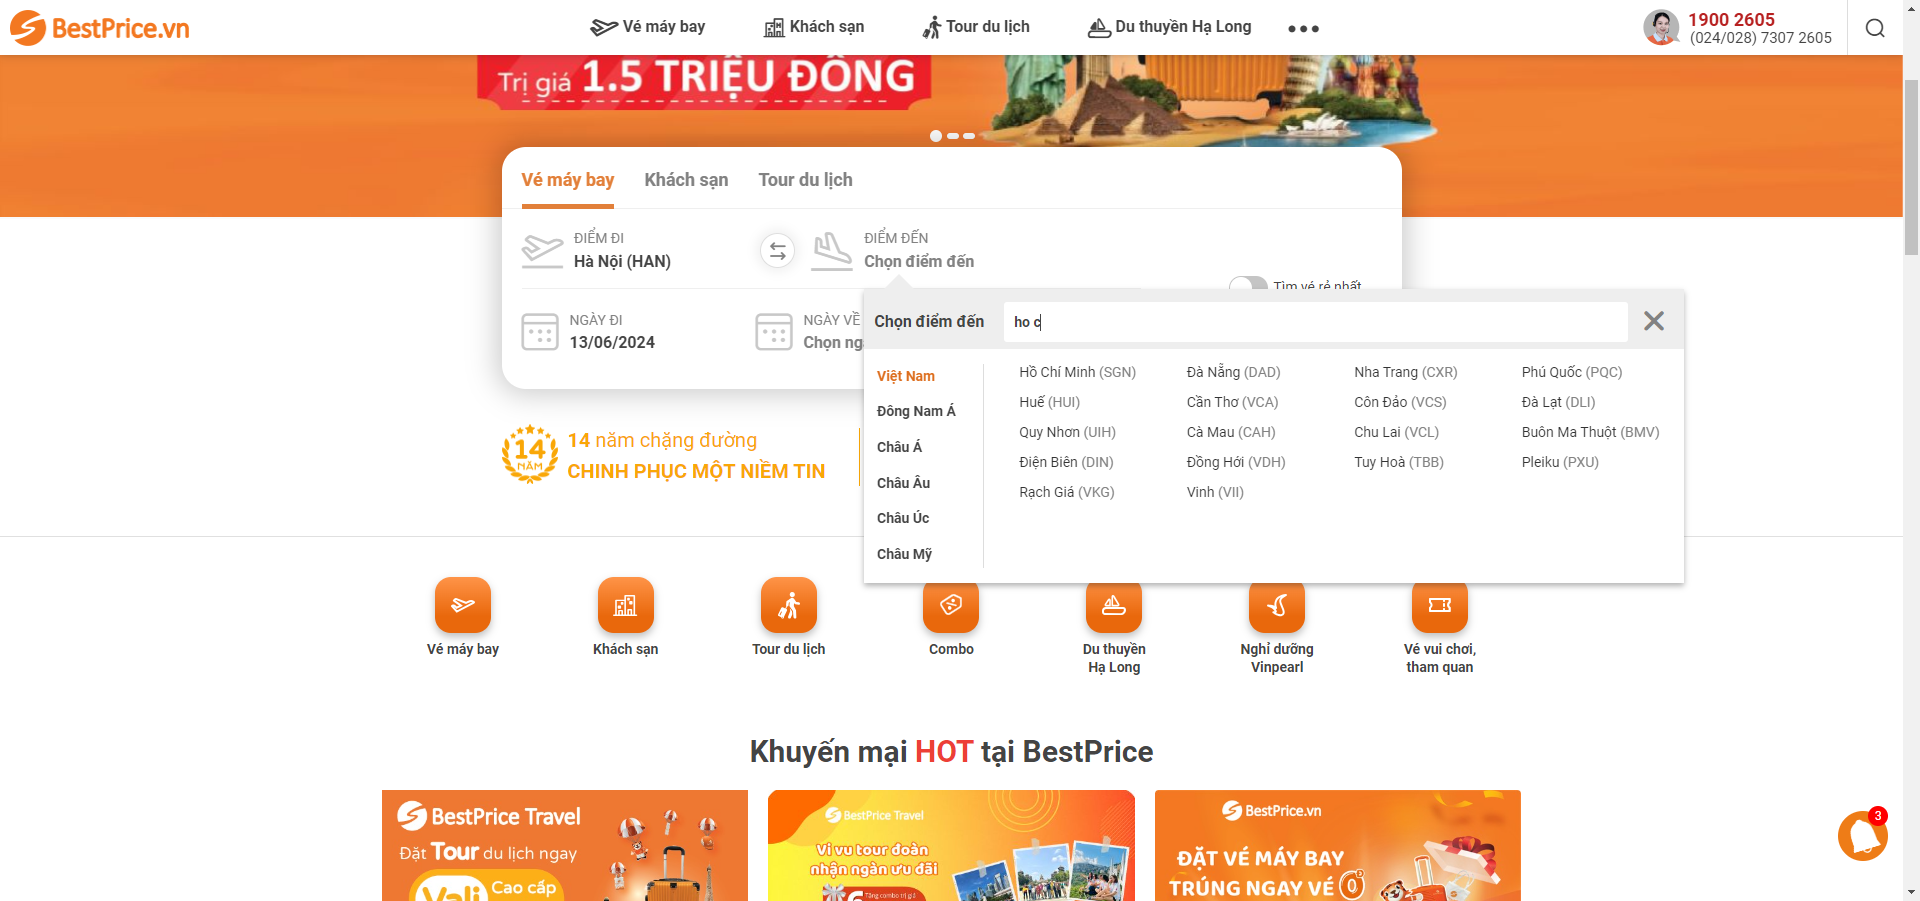 BestPrice.vn
Vé máy bay
Khách sạn
Tour du lịch
Du thuyền Hạ Long
1900 2605
(024/028) 7307 2605
Trị giá 1.5 TRIỆU ĐỒNG
Vé máy bay
Khách sạn
Tour du lịch
ĐIỂM ĐI
Hà Nội (HAN)
ĐIỂM ĐẾN
Chọn điểm đến
Tìm vé rẻ nhất
NGÀY ĐI
13/06/2024
NGÀY VỀ
Chọn ng
Chọn điểm đến
ho c
Việt Nam
Đông Nam Á
Châu Á
Châu Âu
Châu Úc
Châu Mỹ
Hồ Chí Minh (SGN)
Đà Nẵng (DAD)
Nha Trang (CXR)
Phú Quốc (PQC)
Huế (HUI)
Cần Thơ (VCA)
Côn Đảo (VCS)
Đà Lạt (DLI)
Quy Nhơn (UIH)
Cà Mau (CAH)
Chu Lai (VCL)
Buôn Ma Thuột (BMV)
Điện Biên (DIN)
Đồng Hới (VDH)
Tuy Hoà (TBB)
Pleiku (PXU)
Rạch Giá (VKG)
Vinh (VII)
14
NĂM
14 năm chặng đường
CHINH PHỤC MỘT NIỀM TIN
Vé máy bay
Khách sạn
Tour du lịch
Combo
Du thuyền
Hạ Long
Nghỉ dưỡng
Vinpearl
Vé vui chơi,
tham quan
Khuyến mại HOT tại BestPrice
BestPrice Travel
Đặt Tour du lịch ngay
Vali Cao cấp
BestPrice Travel
Vi vu tour đoàn
nhận ngàn ưu đãi
Tặng combo trị giá
6
BestPrice.vn
ĐẶT VÉ MÁY BAY
TRÚNG NGAY VÉ 0
3